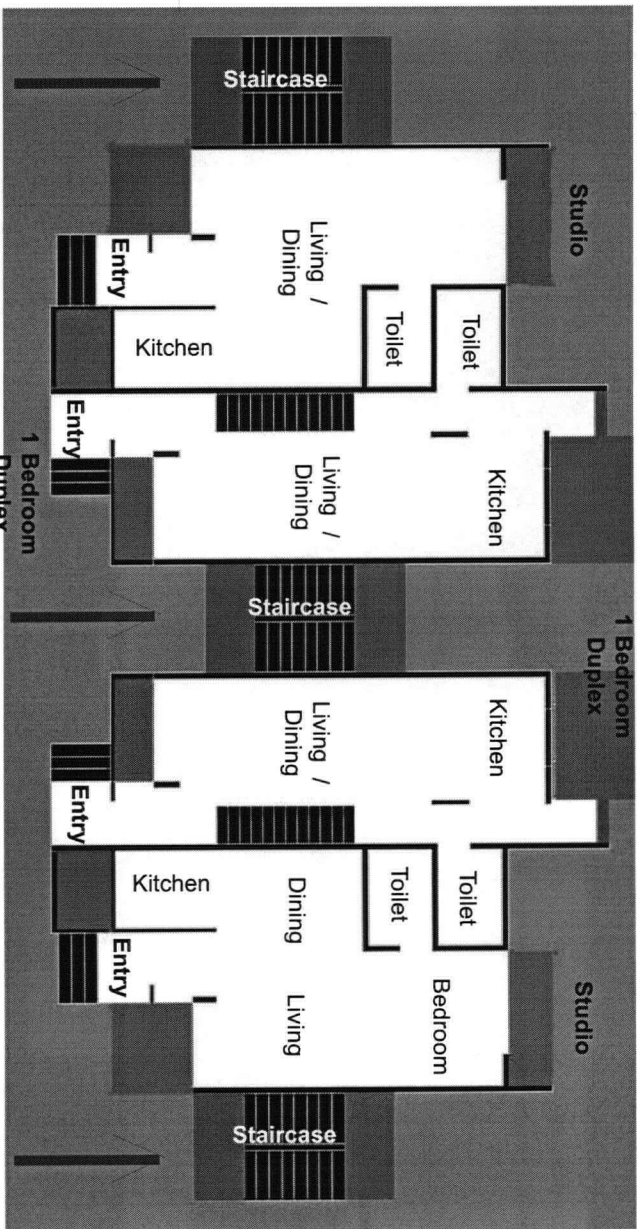 Staircase
Studio
Living /
Dining
Entry
Kitchen
Toilet
Toilet
Entry
1 Bedroom
Duplex
Living /
Dining
Kitchen
Staircase
1 Bedroom
Duplex
Living /
Dining
Kitchen
Entry
Kitchen
Dining
Toilet
Toilet
Entry
Living
Bedroom
Studio
Staircase